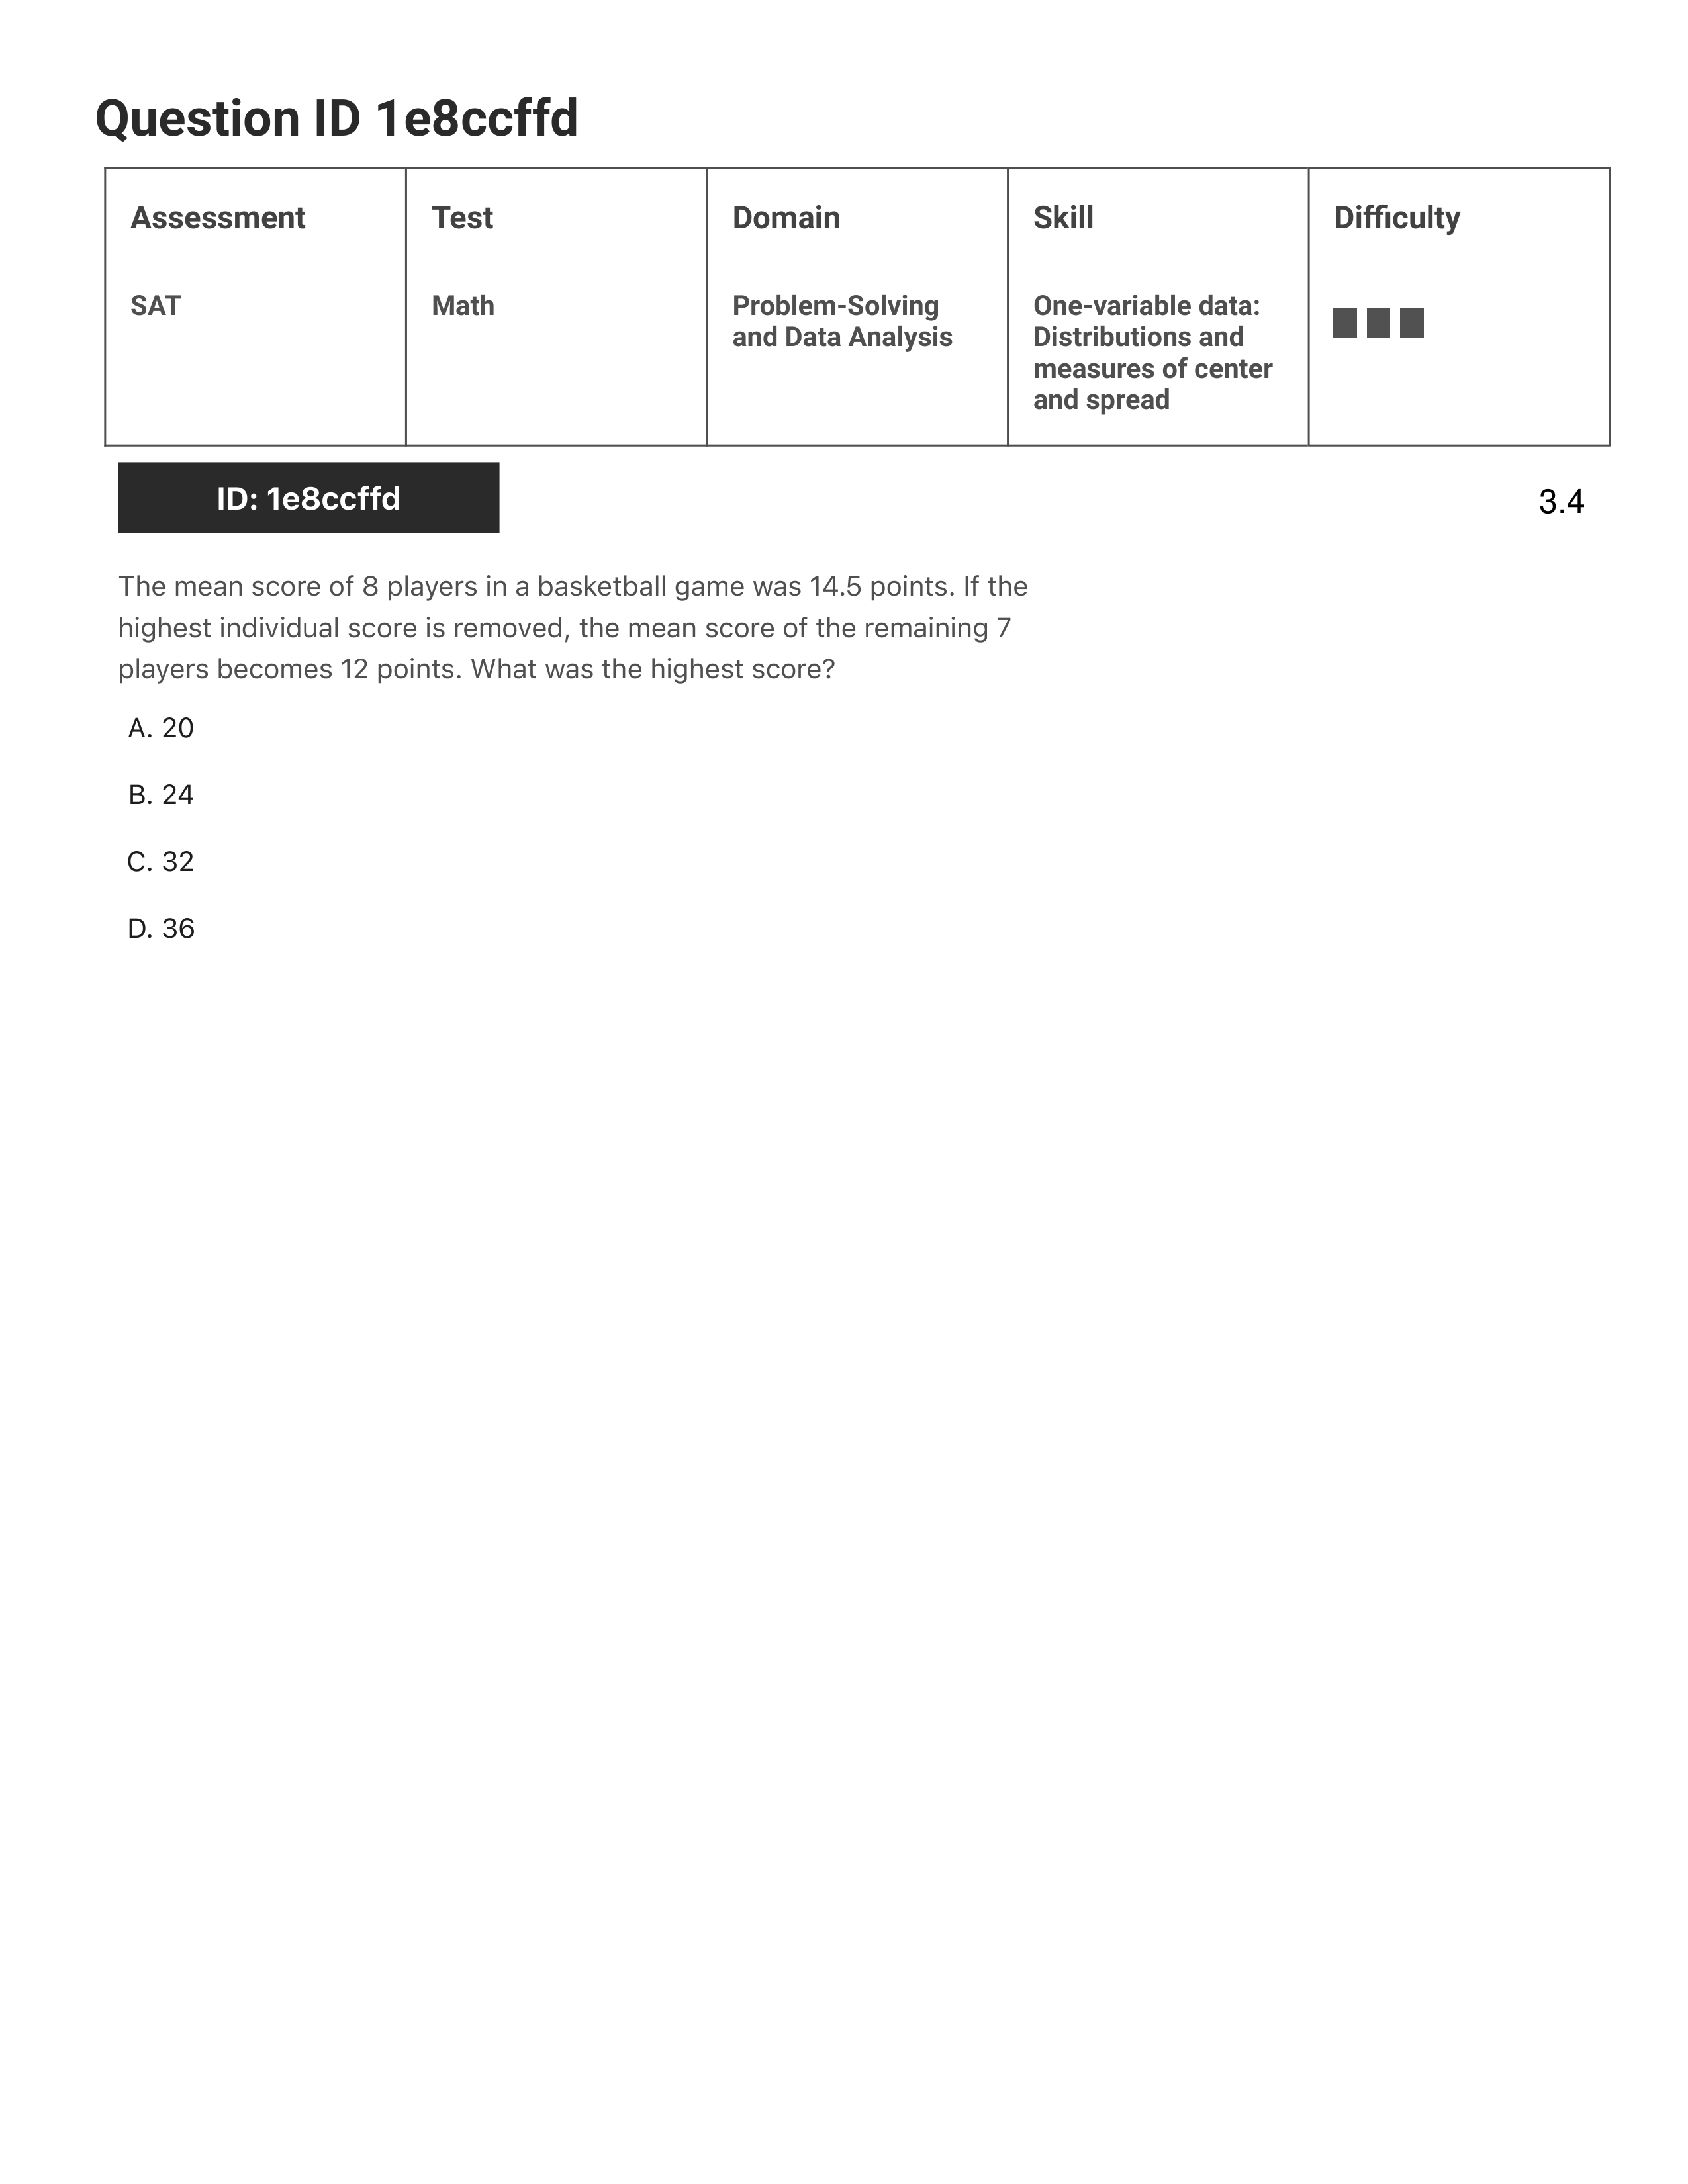 Question ID 1e8ccffd
Assessment
Test
Domain
Skill
Difficulty
SAT
Math
Problem-Solving
and Data Analysis
One-variable data:
Distributions and
measures of center
and spread
ID: 1e8ccffd
3.4
The mean score of 8 players in a basketball game was 14.5 points. If the
highest individual score is removed, the mean score of the remaining 7
players becomes 12 points. What was the highest score?
A. 20
B. 24
C. 32
D. 36